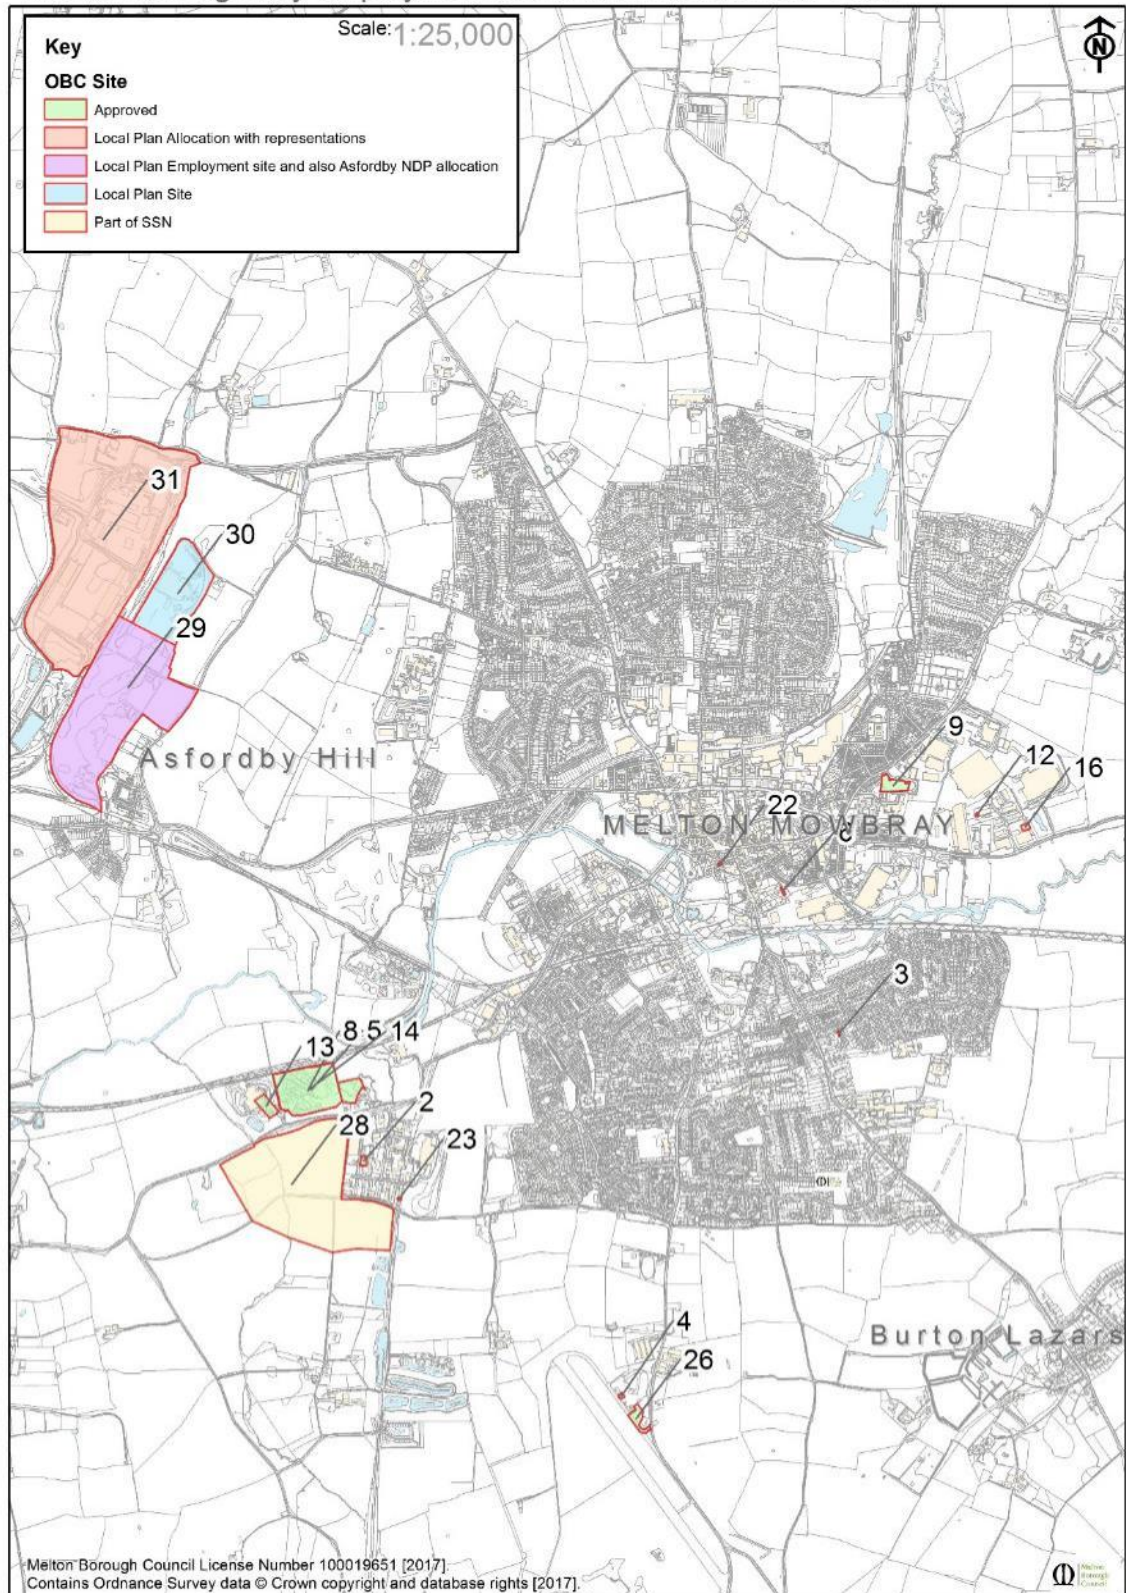 Scale: 1:25,000
Key
OBC Site
Approved
Local Plan Allocation with representations
Local Plan Employment site and also Asfordby NDP allocation
Local Plan Site
Part of SSN
N
31
30
29
Asfordby Hill
9
12
16
22
MELTON MOWBRAY
3
13
8
5
14
2
28
23
4
26
Burton Lazars
Melton Borough Council License Number 100019651 [2017].
Contains Ordnance Survey data © Crown copyright and database rights [2017].
Melton
Borough
Council